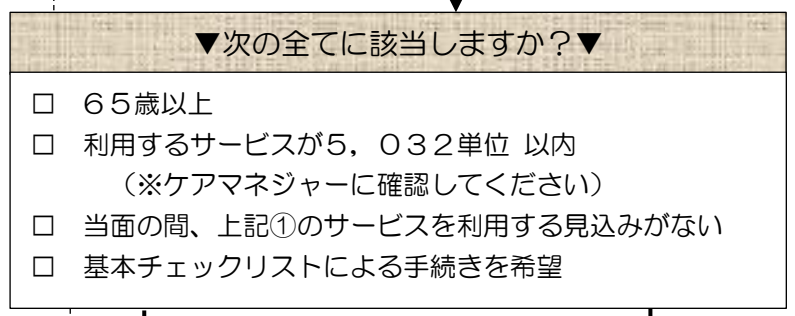 ▼次の全てに該当しますか？▼
□ ６５歳以上
□ 利用するサービスが５，０３２単位 以内
（※ケアマネジャーに確認してください）
□ 当面の間、上記①のサービスを利用する見込みがない
□ 基本チェックリストによる手続きを希望